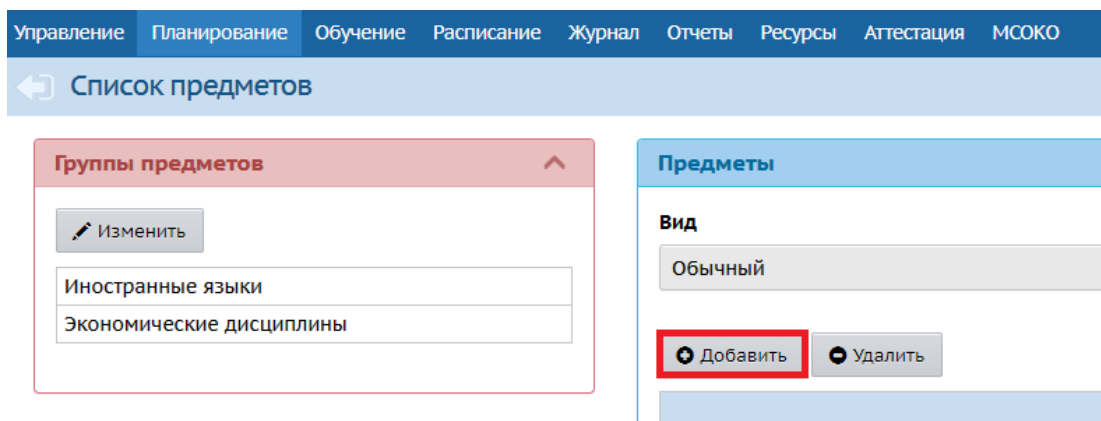 Управление Планирование Обучение Расписание Журнал Отчеты Ресурсы Аттестация МСОКО
Список предметов
Группы предметов
Изменить
Иностранные языки
Экономические дисциплины
Предметы
Вид
Обычный
Добавить Удалить